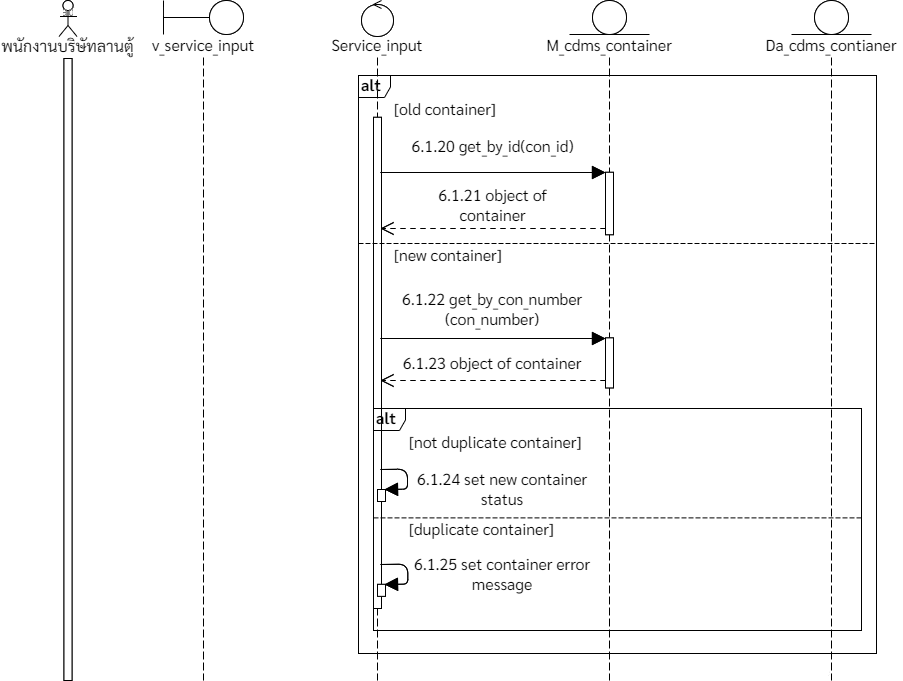 พนักงานบริษัทลานตู้
v_service_input
Service_input
M_cdms_container
Da_cdms_contianer
alt
[old container]
6.1.20 get_by_id(con_id)
6.1.21 object of
container
[new container]
6.1.22 get_by_con_number
(con_number)
6.1.23 object of container
alt
[not duplicate container]
6.1.24 set new container
status
[duplicate container]
6.1.25 set container error
message